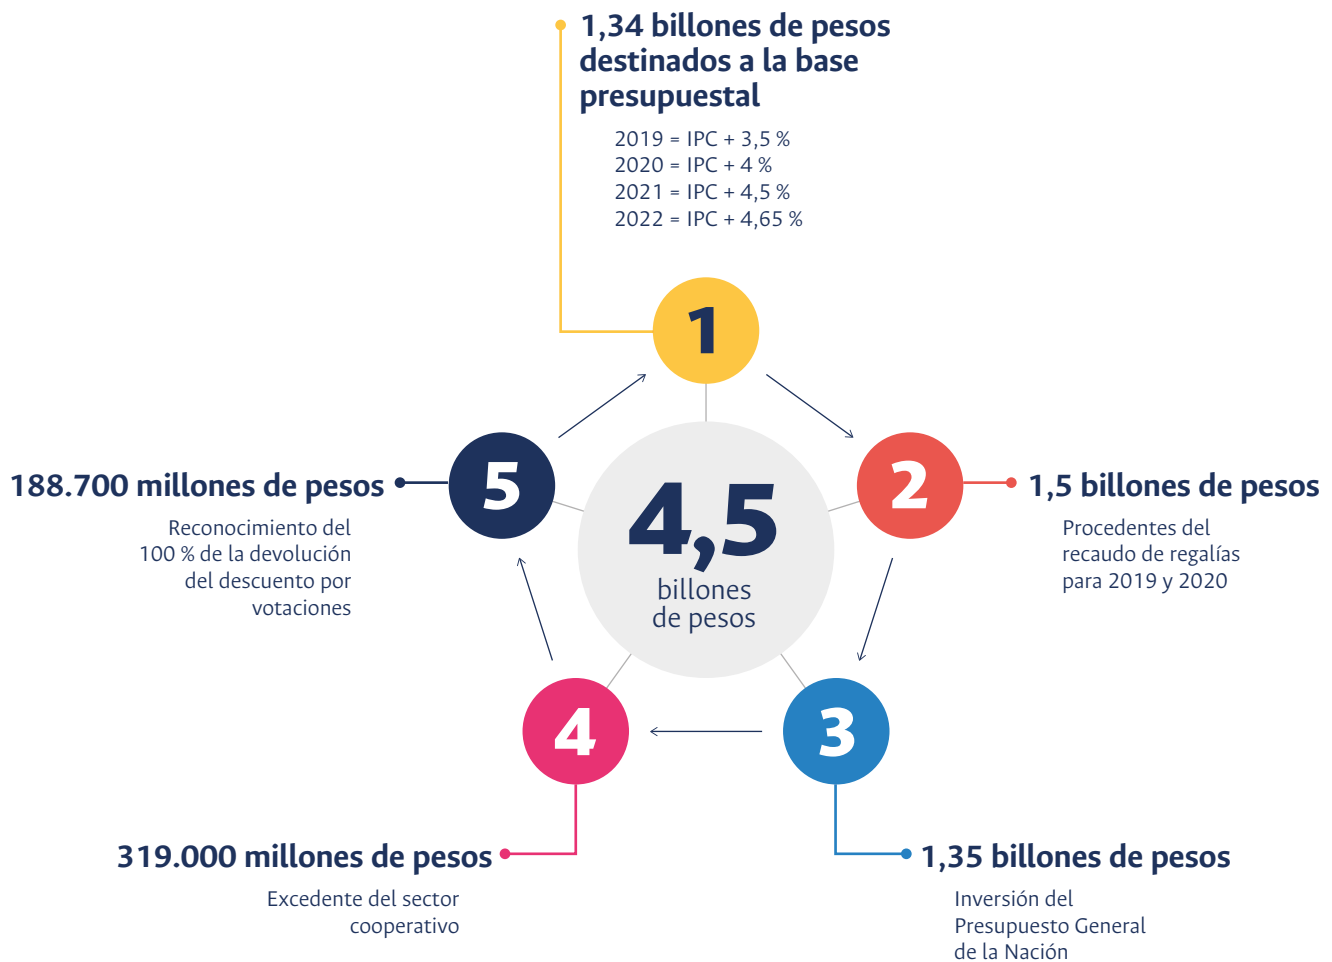 1,34 billones de pesos
destinados a la base
presupuestal
2019 = IPC + 3,5 %
2020 = IPC + 4 %
2021 = IPC + 4,5 %
2022 = IPC + 4,65 %
1
2
1,5 billones de pesos
Procedentes del
recaudo de regalías
para 2019 y 2020
3
1,35 billones de pesos
Inversión del
Presupuesto General
de la Nación
4
319.000 millones de pesos
Excedente del sector
cooperativo
5
188.700 millones de pesos
Reconocimiento del
100 % de la devolución
del descuento por
votaciones
4,5
billones
de pesos